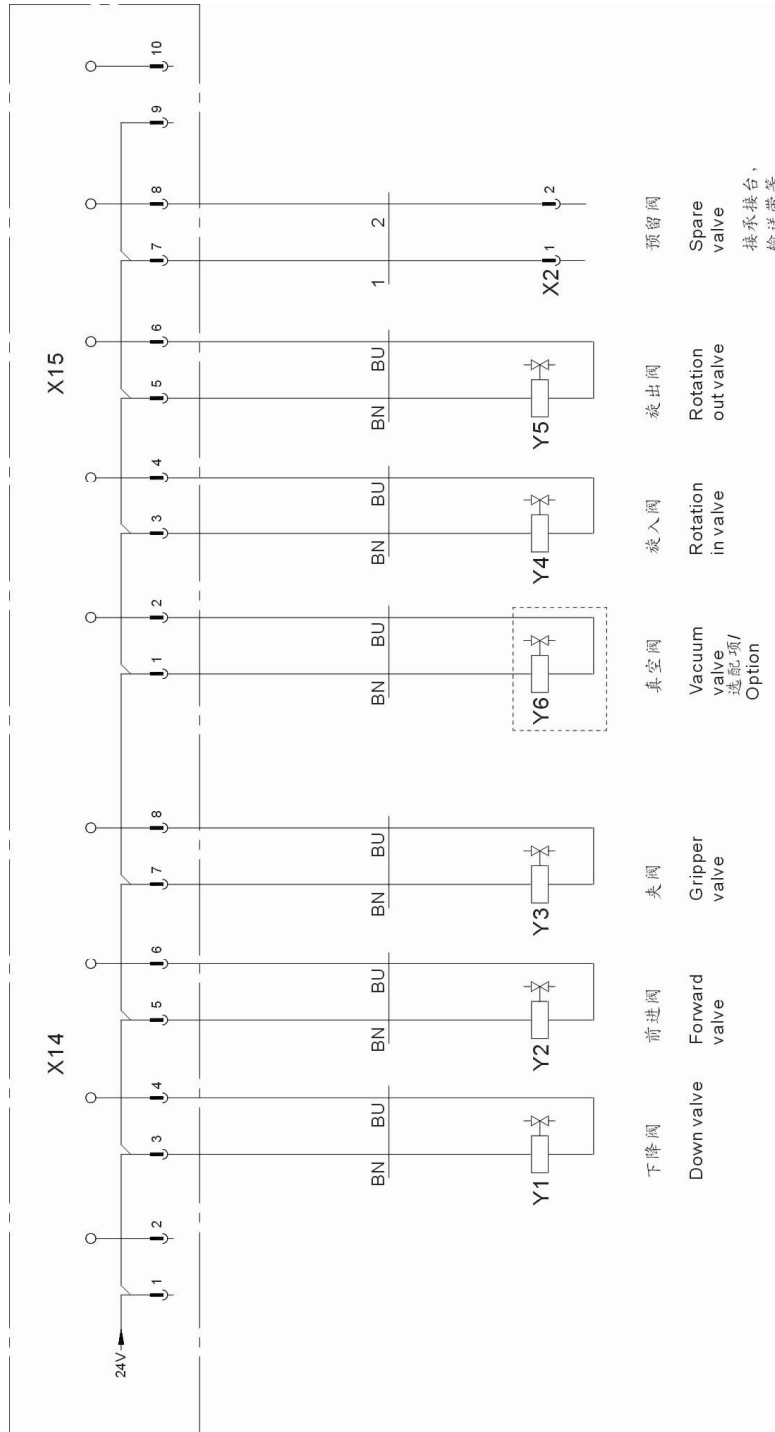 X14 X15
24V
1 2 3 4 5 6 7 8 1 2 3 4 5 6 7 8 9 10
BN BU BN BU BN BU BN BU BN BU BN BU 1 2
Y1 Y2 Y3 Y6 Y4 Y5 X2 1 2
下降阀
Down valve
前进阀
Forward
valve
夹阀
Gripper
valve
真空阀
Vacuum
valve
选配项/
Option
旋入阀
Rotation
in valve
旋出阀
Rotation
out valve
预留阀
Spare
valve
接承接台，
输送带等